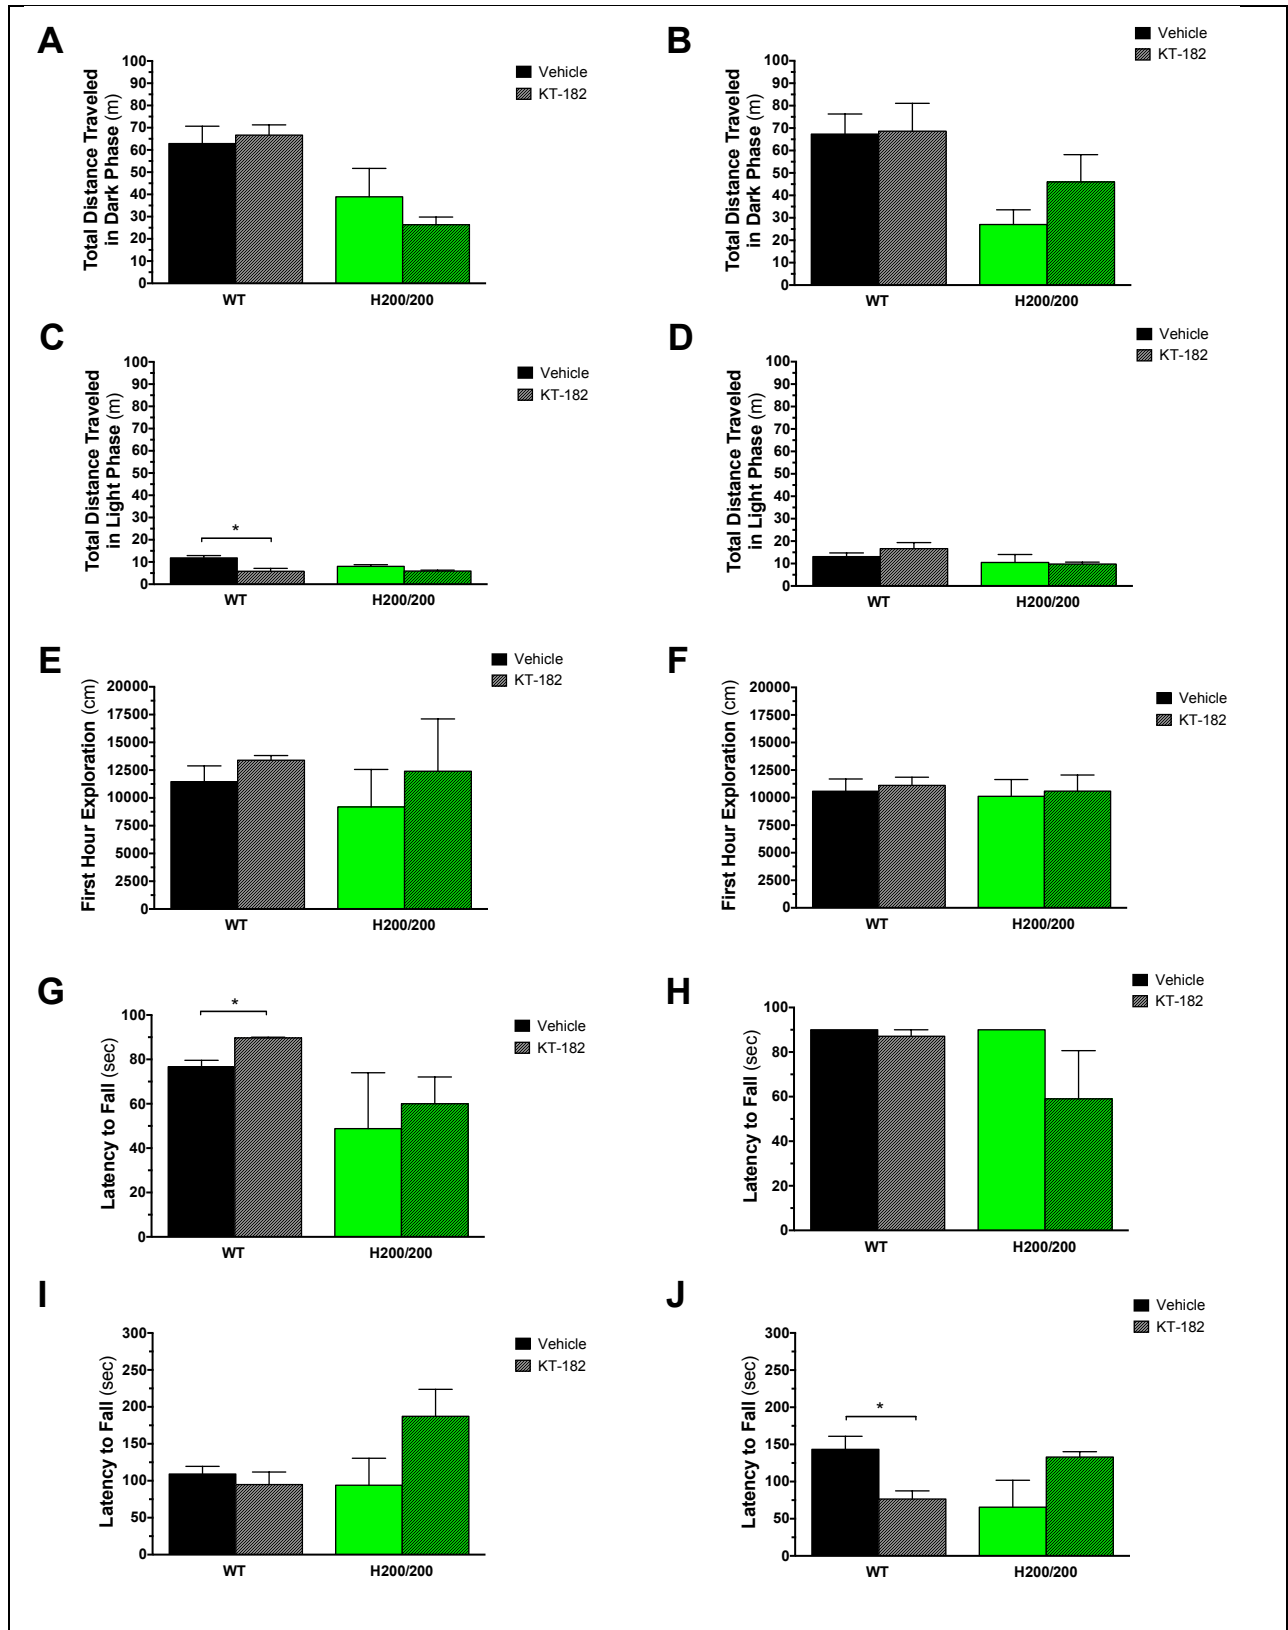 A
Vehicle
KT-182
Total Distance Traveled
in Dark Phase (m)
100
90
80
70
60
50
40
30
20
10
0
WT
H200/200
B
Vehicle
KT-182
Total Distance Traveled
in Dark Phase (m)
100
90
80
70
60
50
40
30
20
10
0
WT
H200/200
C
Vehicle
KT-182
Total Distance Traveled
in Light Phase (m)
100
90
80
70
60
50
40
30
20
10
0
*
WT
H200/200
D
Vehicle
KT-182
Total Distance Traveled
in Light Phase (m)
100
90
80
70
60
50
40
30
20
10
0
WT
H200/200
E
Vehicle
KT-182
First Hour Exploration (cm)
20000
17500
15000
12500
10000
7500
5000
2500
0
WT
H200/200
F
Vehicle
KT-182
First Hour Exploration (cm)
20000
17500
15000
12500
10000
7500
5000
2500
0
WT
H200/200
G
Vehicle
KT-182
Latency to Fall (sec)
100
80
60
40
20
0
*
WT
H200/200
H
Vehicle
KT-182
Latency to Fall (sec)
100
80
60
40
20
0
WT
H200/200
I
Vehicle
KT-182
Latency to Fall (sec)
300
250
200
150
100
50
0
WT
H200/200
J
Vehicle
KT-182
Latency to Fall (sec)
300
250
200
150
100
50
0
*
WT
H200/200